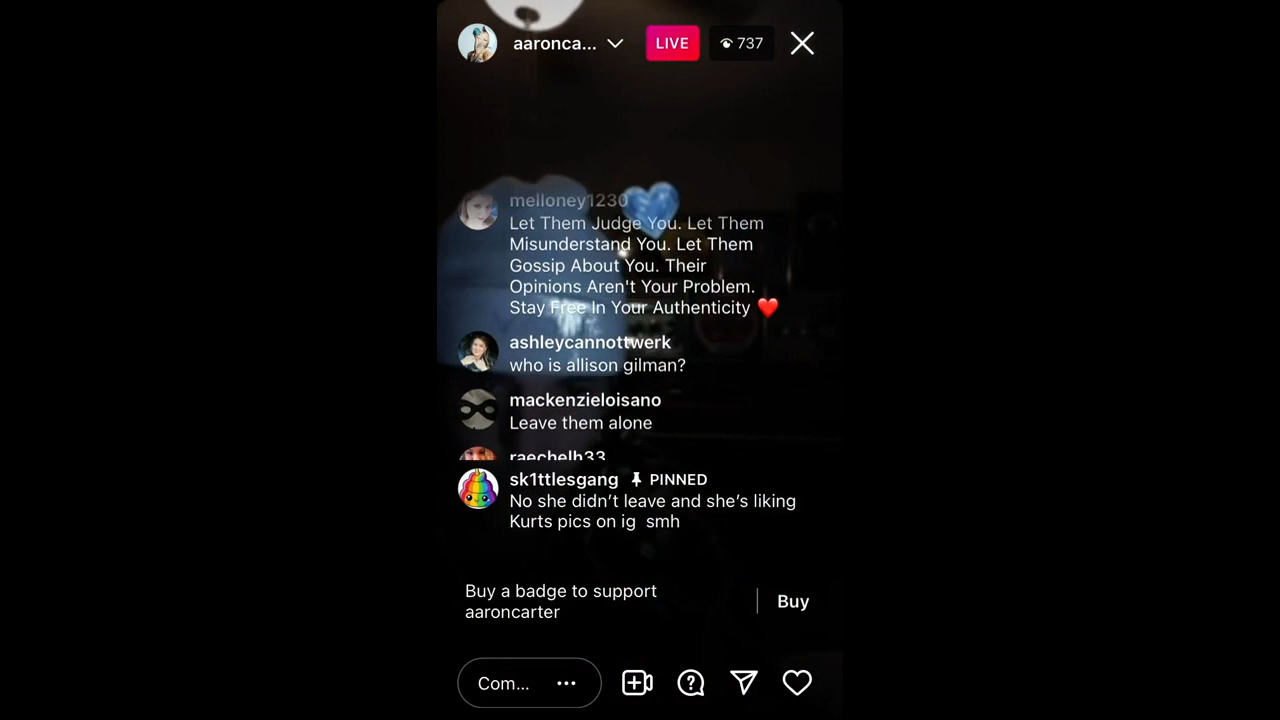 aaronca...
LIVE
737
melloney1230
Let Them Judge You. Let Them
Misunderstand You. Let Them
Gossip About You. Their
Opinions Aren't Your Problem.
Stay Free In Your Authenticity ❤️
ashleycannottwerk
who is allison gilman?
mackenzieloisano
Leave them alone
raechelh33
sk1ttlesgang PINNED
No she didn’t leave and she’s liking
Kurts pics on ig smh
Buy a badge to support
aaroncarter
Buy
Com...